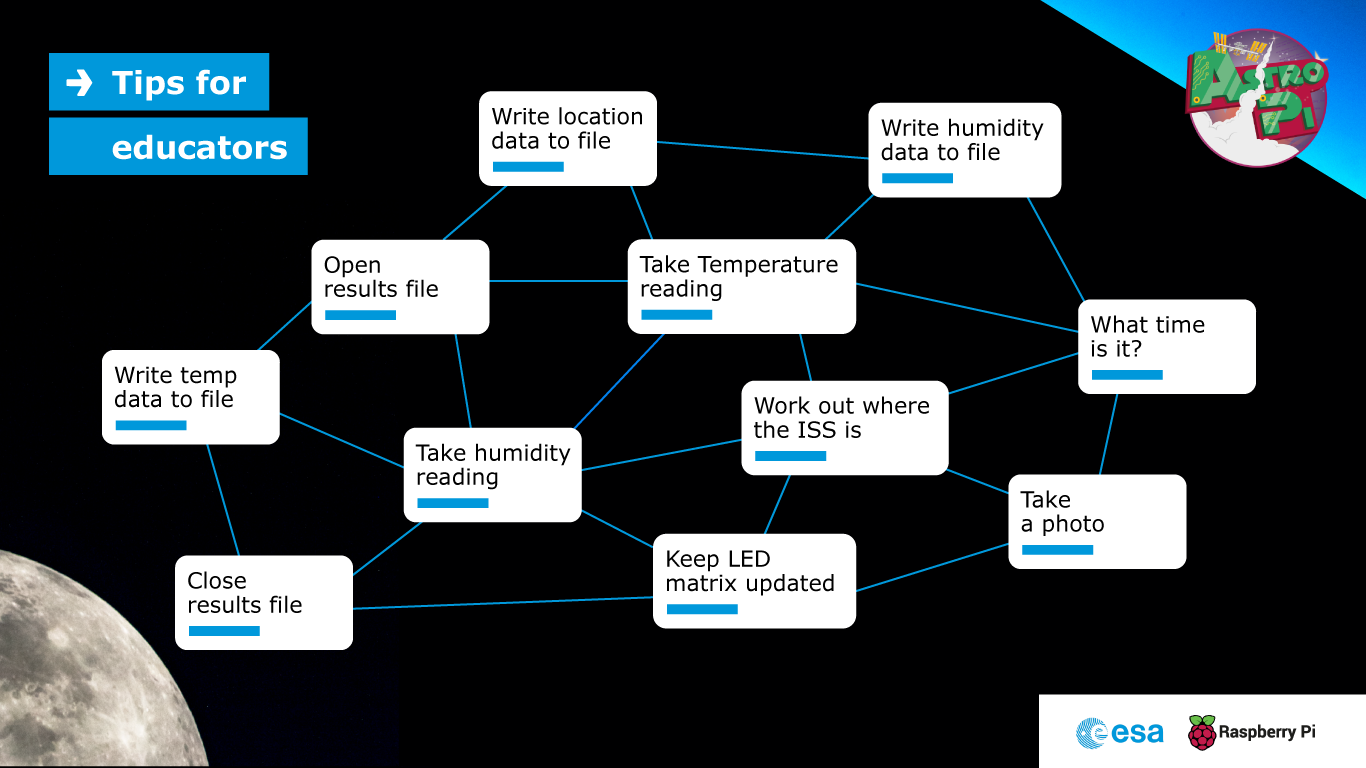 → Tips for
educators
ASTRO
Pi
Write location
data to file
Write humidity
data to file
Open
results file
Take Temperature
reading
What time
is it?
Write temp
data to file
Work out where
the ISS is
Take humidity
reading
Take
a photo
Keep LED
matrix updated
Close
results file
esa
Raspberry Pi